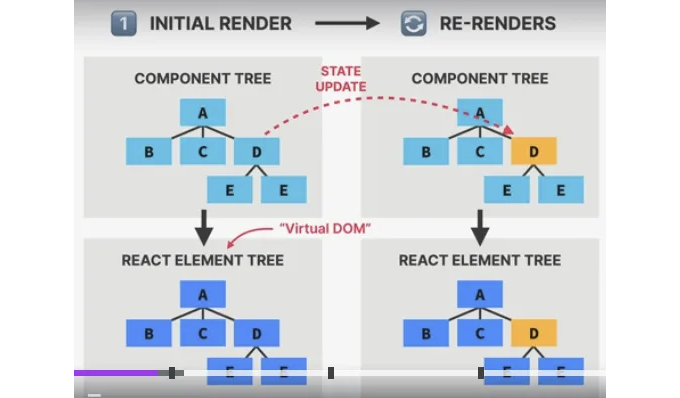 1 INITIAL RENDER
RE-RENDERS
COMPONENT TREE
A
B C D
E E
STATE
UPDATE
COMPONENT TREE
A
B C D
E E
"Virtual DOM"
REACT ELEMENT TREE
A
B C D
E E
REACT ELEMENT TREE
A
B C D
E E